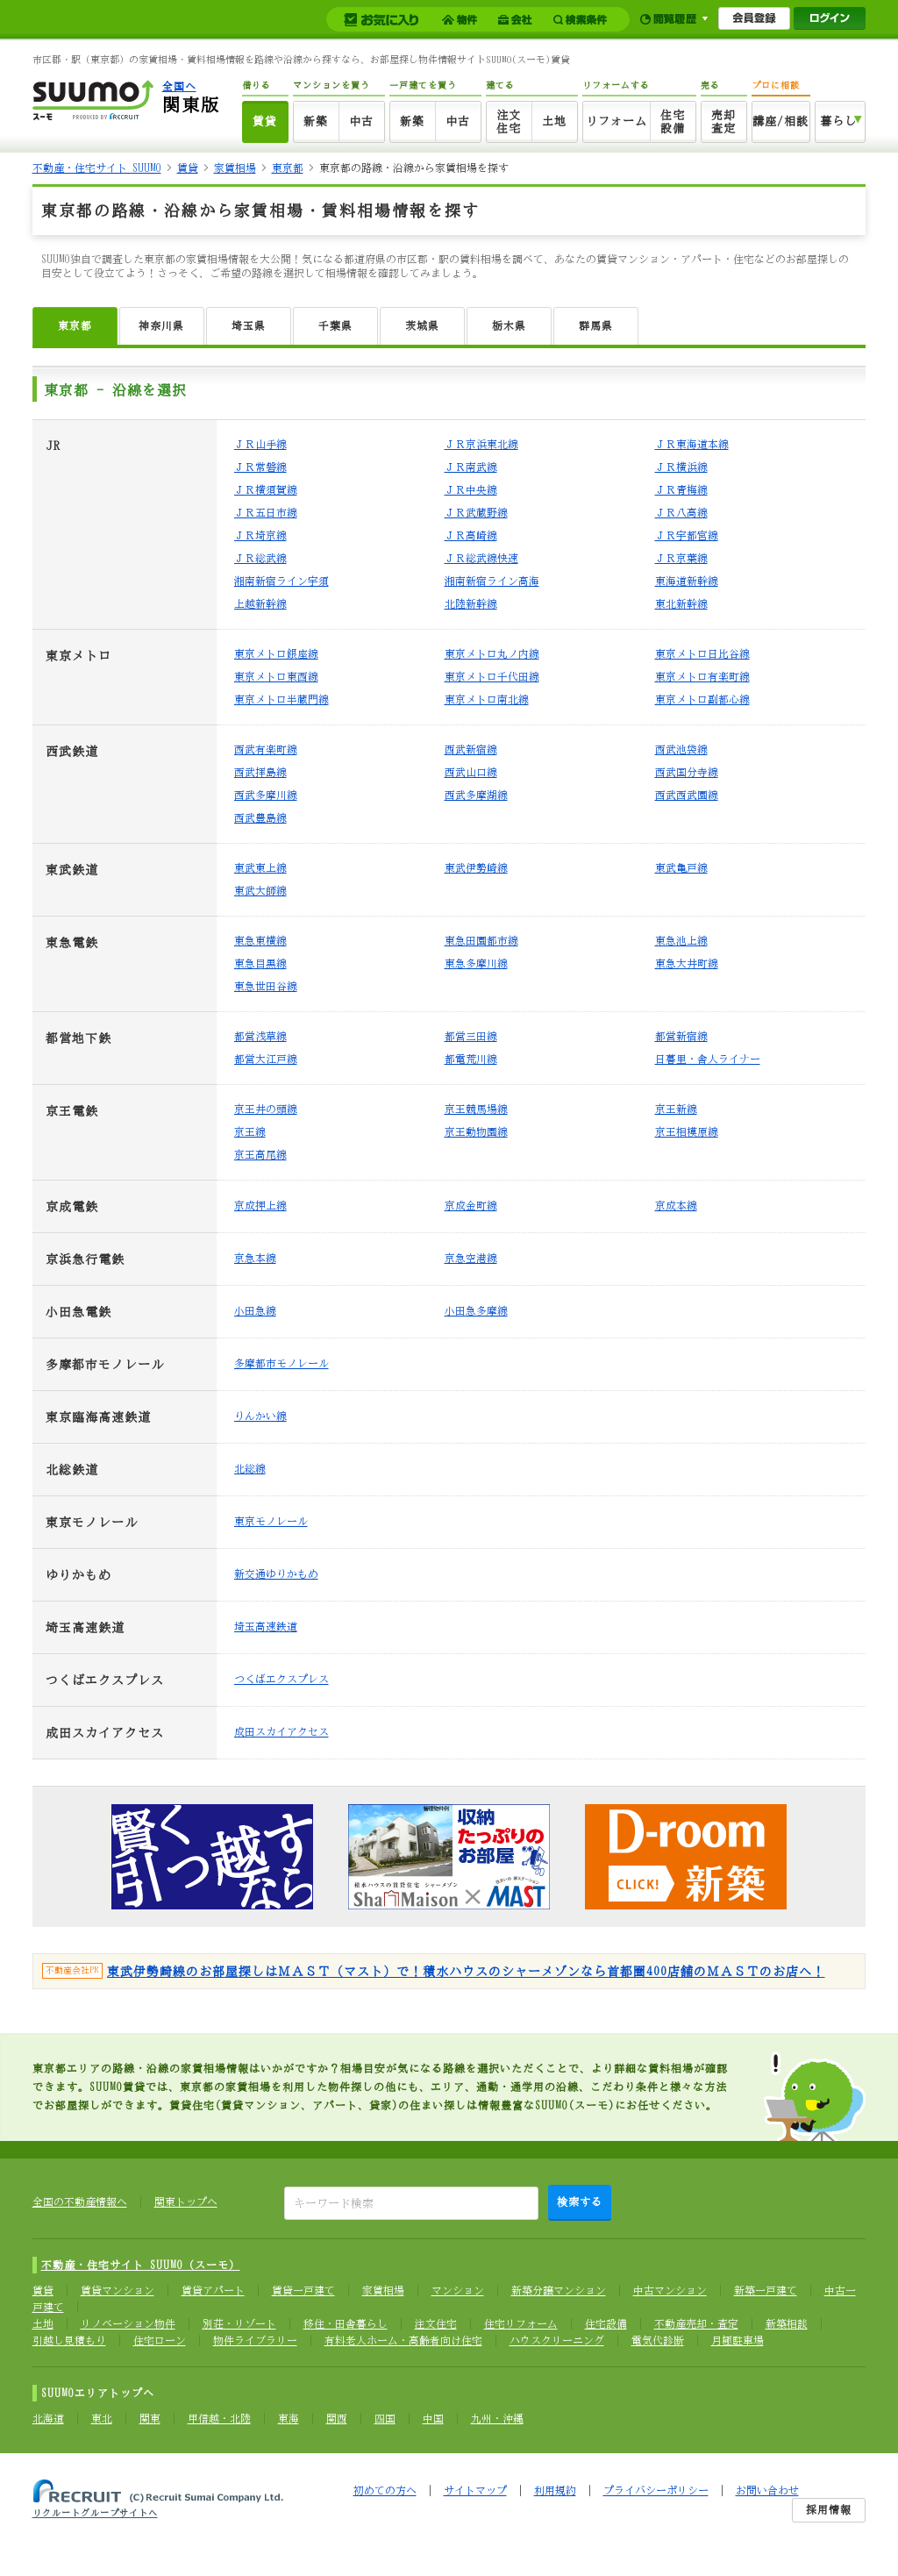 お気に入り 物件 会社 検索条件 閲覧履歴 会員登録 ログイン
市区郡・駅（東京都）の家賃相場・賃料相場情報を路線や沿線から探すなら、お部屋探し物件情報サイトSUUMO(スーモ)賃貸
suumo スーモ PRODUCED BY RECRUIT
全国へ
関東版
借りる マンションを買う 一戸建てを買う 建てる リフォームする 売る プロに相談
賃貸 新築 中古 新築 中古 注文住宅 土地 リフォーム 住宅設備 売却査定 講座/相談 暮らし
不動産・住宅サイト SUUMO > 賃貸 > 家賃相場 > 東京都 > 東京都の路線・沿線から家賃相場を探す
東京都の路線・沿線から家賃相場・賃料相場情報を探す
SUUMO独自で調査した東京都の家賃相場情報を大公開！気になる都道府県の市区郡・駅の賃料相場を調べて、あなたの賃貸マンション・アパート・住宅などのお部屋探しの
目安として役立てよう！さっそく、ご希望の路線を選択して相場情報を確認してみましょう。
東京都 神奈川県 埼玉県 千葉県 茨城県 栃木県 群馬県
東京都 - 沿線を選択
JR
ＪＲ山手線 ＪＲ京浜東北線 ＪＲ東海道本線
ＪＲ常磐線 ＪＲ南武線 ＪＲ横浜線
ＪＲ横須賀線 ＪＲ中央線 ＪＲ青梅線
ＪＲ五日市線 ＪＲ武蔵野線 ＪＲ八高線
ＪＲ埼京線 ＪＲ高崎線 ＪＲ宇都宮線
ＪＲ総武線 ＪＲ総武線快速 ＪＲ京葉線
湘南新宿ライン宇須 湘南新宿ライン高海 東海道新幹線
上越新幹線 北陸新幹線 東北新幹線
東京メトロ
東京メトロ銀座線 東京メトロ丸ノ内線 東京メトロ日比谷線
東京メトロ東西線 東京メトロ千代田線 東京メトロ有楽町線
東京メトロ半蔵門線 東京メトロ南北線 東京メトロ副都心線
西武鉄道
西武有楽町線 西武新宿線 西武池袋線
西武拝島線 西武山口線 西武国分寺線
西武多摩川線 西武多摩湖線 西武西武園線
西武豊島線
東武鉄道
東武東上線 東武伊勢崎線 東武亀戸線
東武大師線
東急電鉄
東急東横線 東急田園都市線 東急池上線
東急目黒線 東急多摩川線 東急大井町線
東急世田谷線
都営地下鉄
都営浅草線 都営三田線 都営新宿線
都営大江戸線 都電荒川線 日暮里・舎人ライナー
京王電鉄
京王井の頭線 京王競馬場線 京王新線
京王線 京王動物園線 京王相模原線
京王高尾線
京成電鉄
京成押上線 京成金町線 京成本線
京浜急行電鉄
京急本線 京急空港線
小田急電鉄
小田急線 小田急多摩線
多摩都市モノレール
多摩都市モノレール
東京臨海高速鉄道
りんかい線
北総鉄道
北総線
東京モノレール
東京モノレール
ゆりかもめ
新交通ゆりかもめ
埼玉高速鉄道
埼玉高速鉄道
つくばエクスプレス
つくばエクスプレス
成田スカイアクセス
成田スカイアクセス
賢く引っ越すなら
管理物件例
収納たっぷりのお部屋
積水ハウスの賃貸住宅 シャーメゾン
ShaMaison × MAST
D-room
CLICK! 新築
不動産会社PR 東武伊勢崎線のお部屋探しはＭＡＳＴ（マスト）で！積水ハウスのシャーメゾンなら首都圏400店舗のＭＡＳＴのお店へ！
東京都エリアの路線・沿線の家賃相場情報はいかがですか？相場目安が気になる路線を選択いただくことで、より詳細な賃料相場が確認
できます。SUUMO賃貸では、東京都の家賃相場を利用した物件探しの他にも、エリア、通勤・通学用の沿線、こだわり条件と様々な方法
でお部屋探しができます。賃貸住宅(賃貸マンション、アパート、貸家)の住まい探しは情報豊富なSUUMO(スーモ)にお任せください。
全国の不動産情報へ 関東トップへ キーワード検索 検索する
不動産・住宅サイト SUUMO（スーモ）
賃貸 賃貸マンション 賃貸アパート 賃貸一戸建て 家賃相場 マンション 新築分譲マンション 中古マンション 新築一戸建て 中古一
戸建て
土地 リノベーション物件 別荘・リゾート 移住・田舎暮らし 注文住宅 住宅リフォーム 住宅設備 不動産売却・査定 新築相談
引越し見積もり 住宅ローン 物件ライブラリー 有料老人ホーム・高齢者向け住宅 ハウスクリーニング 電気代診断 月極駐車場
SUUMOエリアトップへ
北海道 東北 関東 甲信越・北陸 東海 関西 四国 中国 九州・沖縄
RECRUIT (C) Recruit Sumai Company Ltd.
リクルートグループサイトへ
初めての方へ | サイトマップ | 利用規約 | プライバシーポリシー | お問い合わせ
採用情報